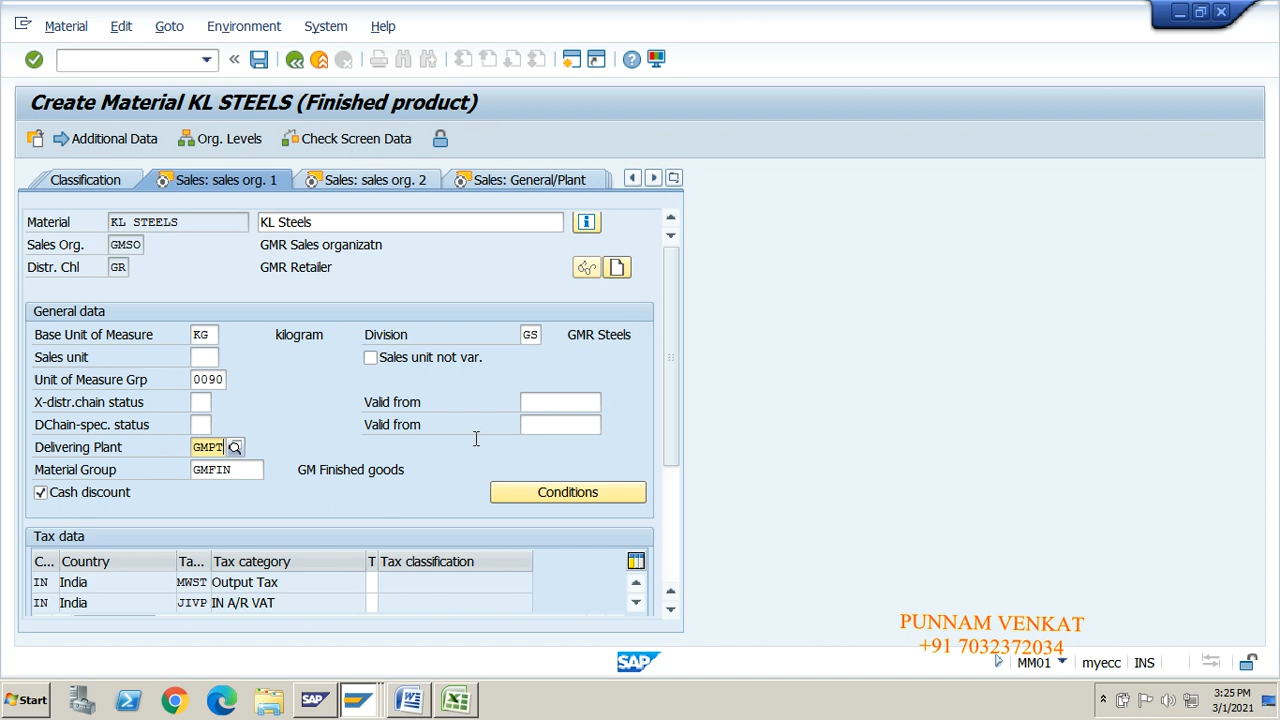 Material Edit Goto Environment System Help
Create Material KL STEELS (Finished product)
Additional Data Org. Levels Check Screen Data
Classification Sales: sales org. 1 Sales: sales org. 2 Sales: General/Plant
Material KL STEELS KL Steels
Sales Org. GMSO GMR Sales organizatn
Distr. Chl GR GMR Retailer
General data
Base Unit of Measure KG kilogram Division GS GMR Steels
Sales unit Sales unit not var.
Unit of Measure Grp 0090
X-distr.chain status Valid from
DChain-spec. status Valid from
Delivering Plant GMPT
Material Group GMFIN GM Finished goods
Cash discount Conditions
Tax data
C... Country Ta... Tax category T Tax classification
IN India MWST Output Tax
IN India JIVP IN A/R VAT
PUNNAM VENKAT
+91 7032372034
SAP MM01 myecc INS
Start SAP 3:25 PM
3/1/2021